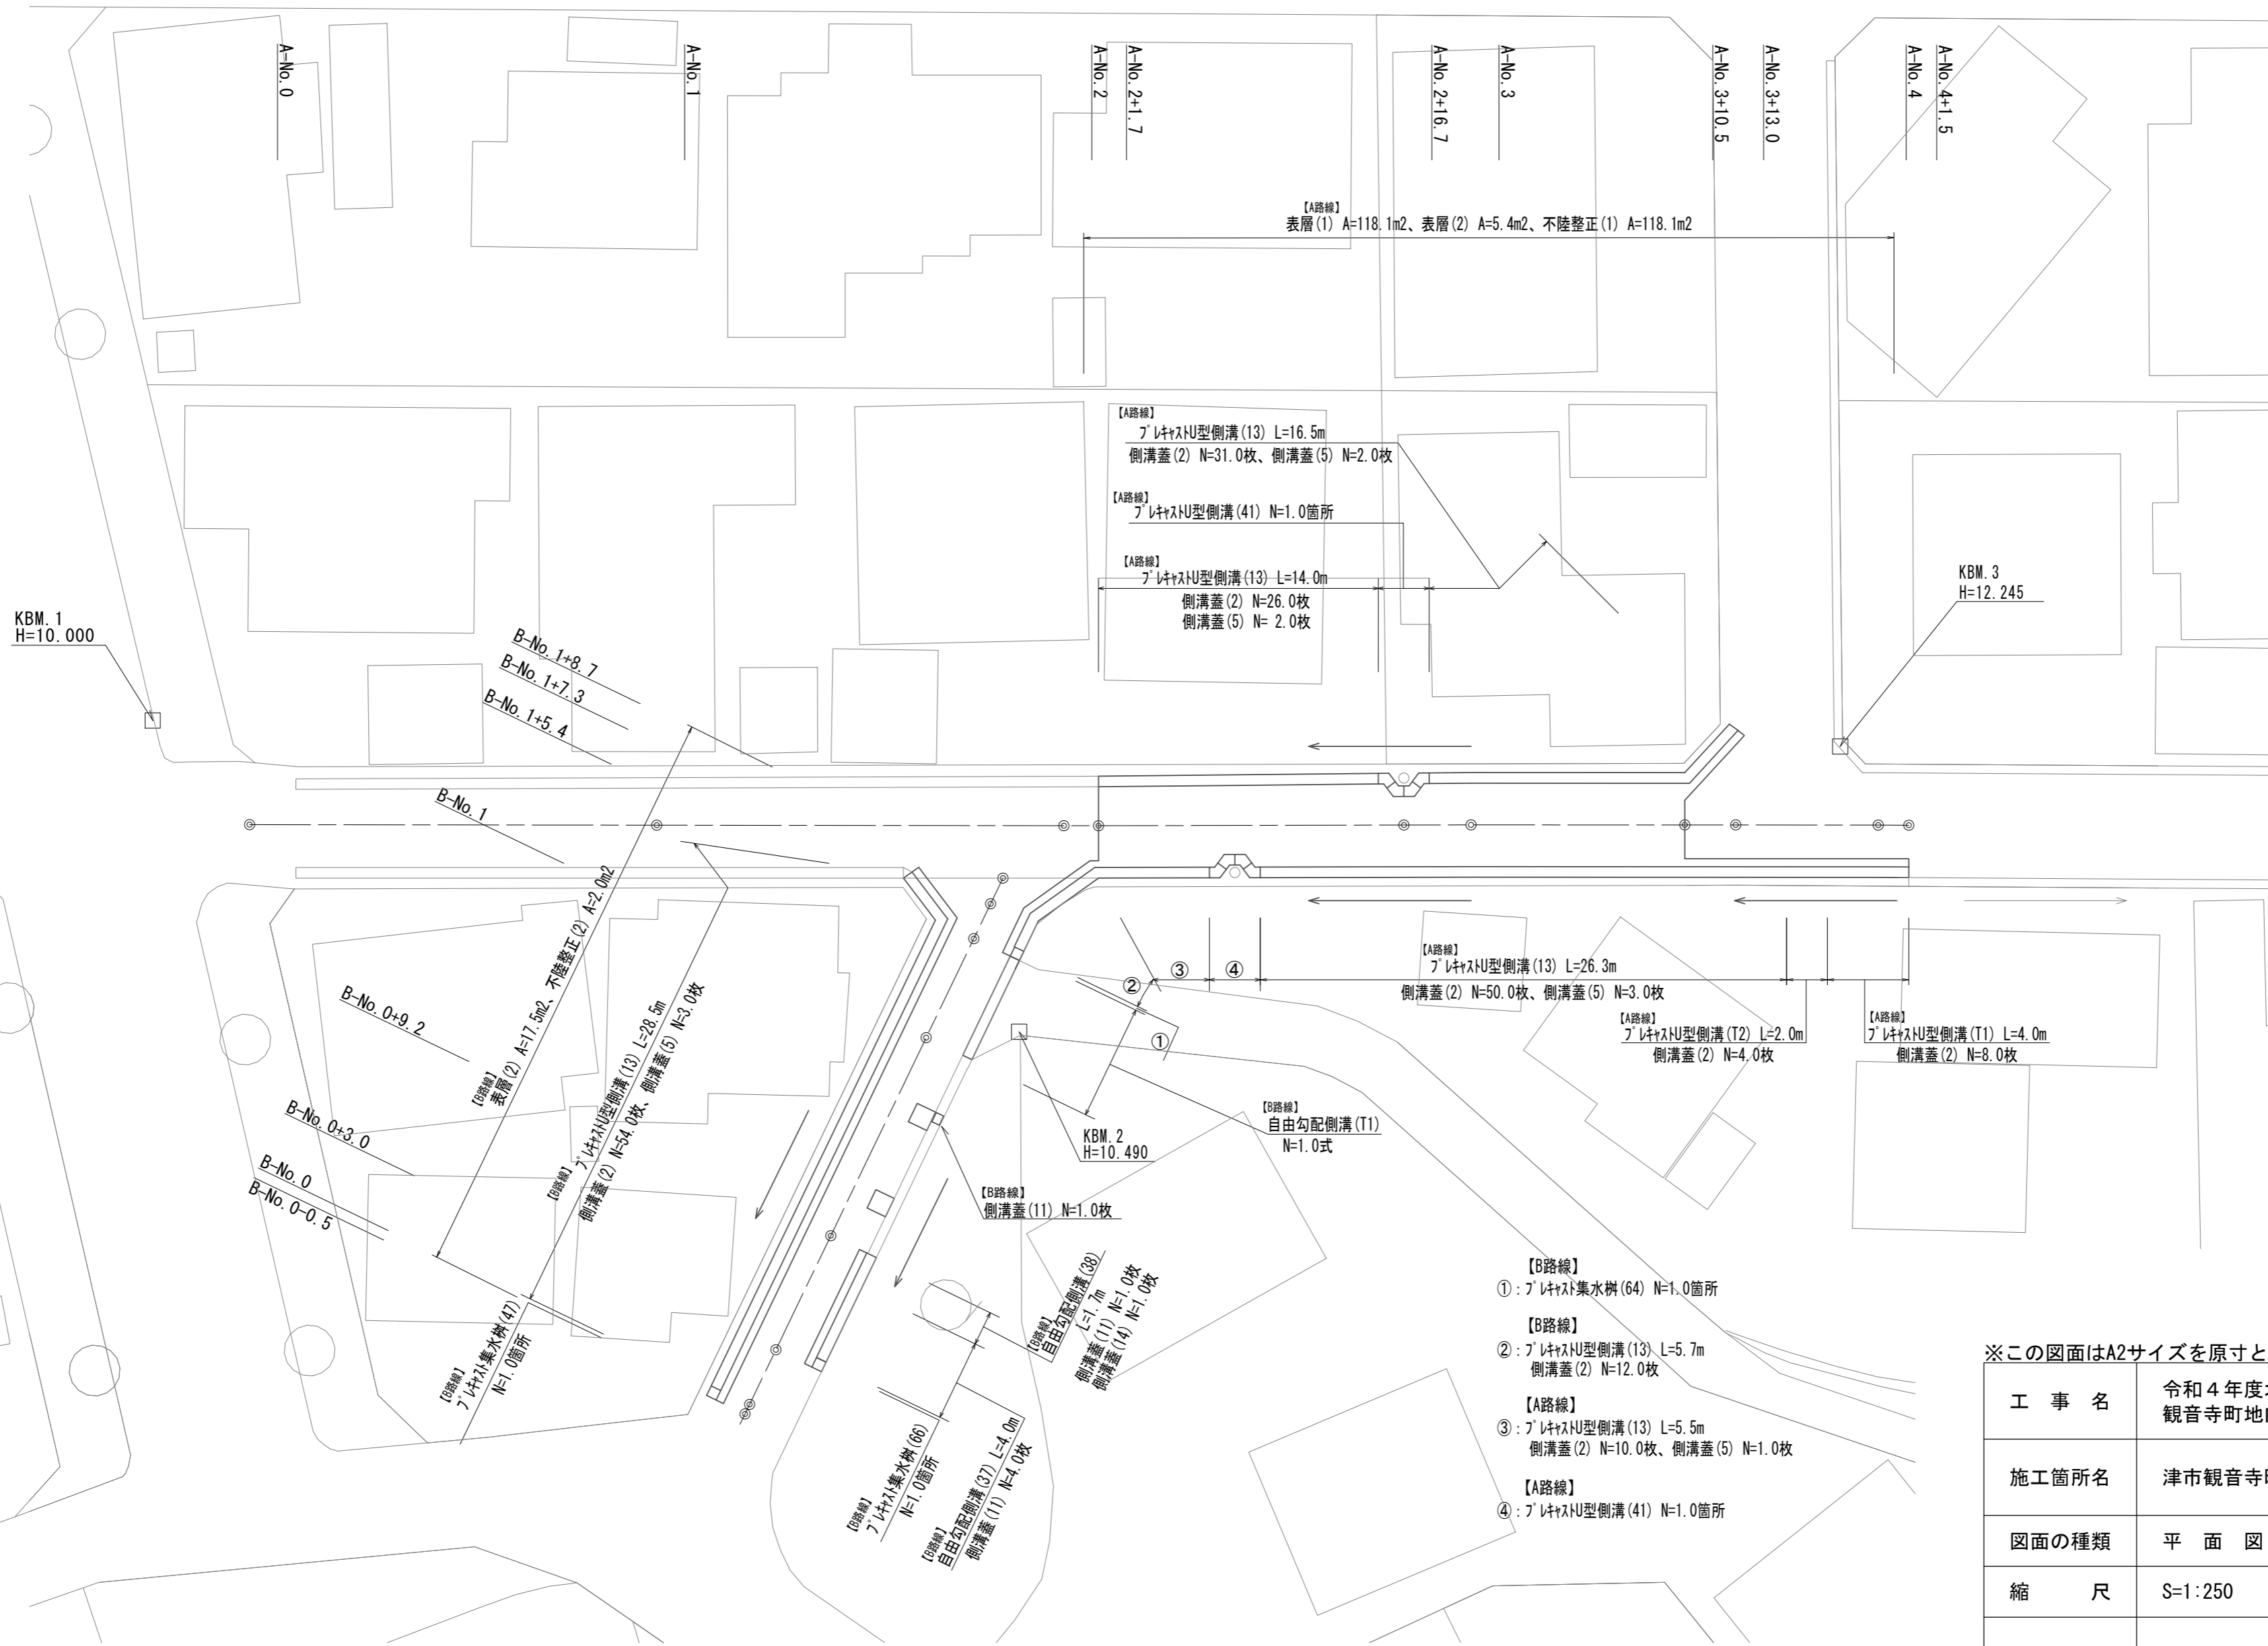 A-No.0
A-No.1
A-No.2
A-No.2+1.7
A-No.2+16.7
A-No.3
A-No.3+10.5
A-No.3+13.0
A-No.4
A-No.4+1.5
【A路線】
表層(1) A=118.1m2、表層(2) A=5.4m2、不陸整正(1) A=118.1m2
【A路線】
プレキャストU型側溝(13) L=16.5m
側溝蓋(2) N=31.0枚、側溝蓋(5) N=2.0枚
【A路線】
プレキャストU型側溝(41) N=1.0箇所
【A路線】
プレキャストU型側溝(13) L=14.0m
側溝蓋(2) N=26.0枚
側溝蓋(5) N= 2.0枚
KBM.3
H=12.245
KBM.1
H=10.000
B-No.1+8.7
B-No.1+7.3
B-No.1+5.4
B-No.1
B-No.0+9.2
B-No.0+3.0
B-No.0
B-No.0-0.5
【B路線】
表層(2) A=17.5m2、不陸整正(2) A=2.0m2
【B路線】
プレキャストU型側溝(13) L=28.5m
側溝蓋(2) N=54.0枚、側溝蓋(5) N=3.0枚
【B路線】
プレキャスト集水桝(47)
N=1.0箇所
② ③ ④
①
【A路線】
プレキャストU型側溝(13) L=26.3m
側溝蓋(2) N=50.0枚、側溝蓋(5) N=3.0枚
【A路線】
プレキャストU型側溝(T2) L=2.0m
側溝蓋(2) N=4.0枚
【A路線】
プレキャストU型側溝(T1) L=4.0m
側溝蓋(2) N=8.0枚
KBM.2
H=10.490
【B路線】
自由勾配側溝(T1)
N=1.0式
【B路線】
側溝蓋(11) N=1.0枚
【B路線】
自由勾配側溝(38)
L=1.7m
側溝蓋(11) N=1.0枚
側溝蓋(14) N=1.0枚
【B路線】
プレキャスト集水桝(66)
N=1.0箇所
【B路線】
自由勾配側溝(37) L=4.0m
側溝蓋(11) N=4.0枚
【B路線】
①：プレキャスト集水桝(64) N=1.0箇所
【B路線】
②：プレキャストU型側溝(13) L=5.7m
側溝蓋(2) N=12.0枚
【A路線】
③：プレキャストU型側溝(13) L=5.5m
側溝蓋(2) N=10.0枚、側溝蓋(5) N=1.0枚
【A路線】
④：プレキャストU型側溝(41) N=1.0箇所
※この図面はA2サイズを原寸と
工 事 名
令和４年度
観音寺町地
施工箇所名
津市観音寺
図面の種類
平 面 図
縮 尺
S=1:250